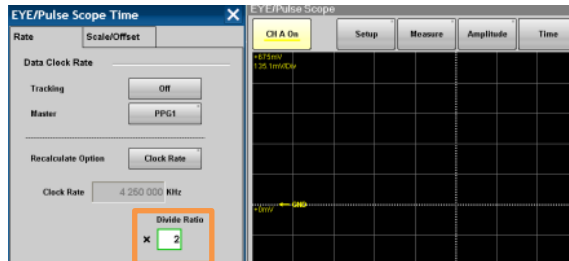 EYE/Pulse Scope Time X
Rate Scale/Offset
Data Clock Rate
Tracking Off
Master PPG1
Recalculate Option Clock Rate
Clock Rate 4 250 000 KHz
Divide Ratio
× 2
EYE/Pulse Scope
CH A On Setup Measure Amplitude Time
+675mV
135.1mV/Div
+0mV ← GND